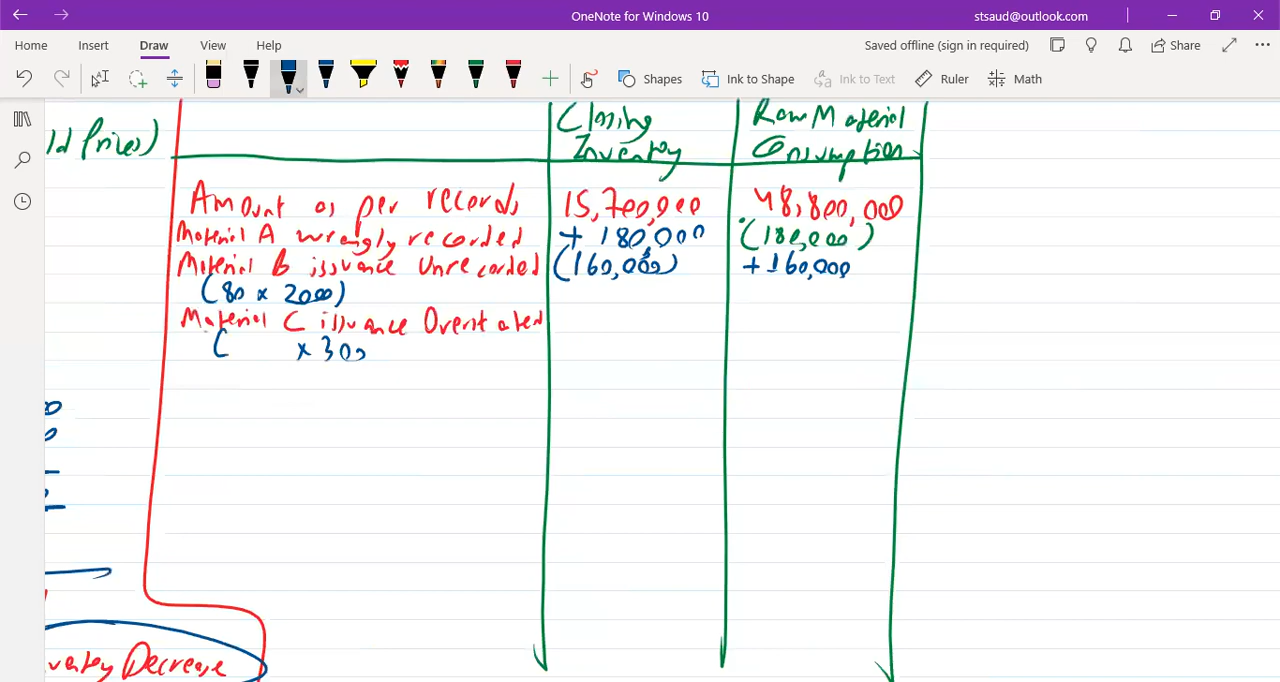 OneNote for Windows 10
stsaud@outlook.com
Home Insert Draw View Help
Saved offline (sign in required)
Share
Shapes
Ink to Shape
Ink to Text
Ruler
Math
ld Prices)
Closing Inventory
Raw Material Consumption
Amount as per records 15,700,000 48,800,000
Material A wrongly recorded + 180,000 (180,000)
Material B issuance Unrecorded (160,000) + 160,000
(80 x 2000)
Material C issuance Overstated
( x 300
ventory Decrease